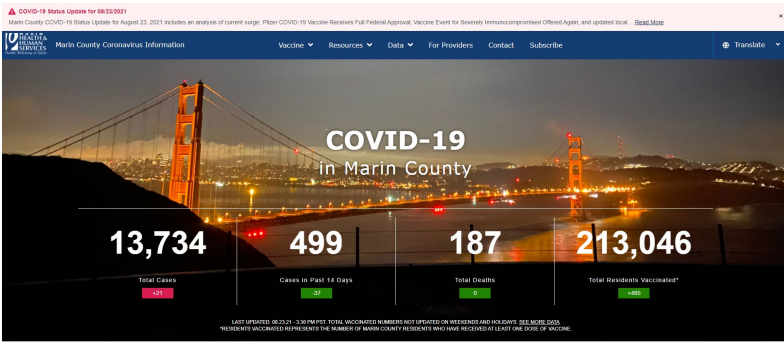 COVID-19 Status Update for 08/23/2021
Marin County COVID-19 Status Update for August 23, 2021 includes an analysis of current surge; Pfizer COVID-19 Vaccine Receives Full Federal Approval; Vaccine Event for Severely Immunocompromised Offered Again; and updated local... Read More
×
HEALTH &
HUMAN
SERVICES
Marin County Coronavirus Information
Vaccine Resources Data For Providers Contact Subscribe
Translate
COVID-19
in Marin County
13,734 499 187 213,046
Total Cases Cases in Past 14 Days Total Deaths Total Residents Vaccinated*
+21 -37 0 +485
LAST UPDATED: 08.23.21 - 3:30 PM PST. TOTAL VACCINATED NUMBERS NOT UPDATED ON WEEKENDS AND HOLIDAYS. SEE MORE DATA
*RESIDENTS VACCINATED REPRESENTS THE NUMBER OF MARIN COUNTY RESIDENTS WHO HAVE RECEIVED AT LEAST ONE DOSE OF VACCINE.